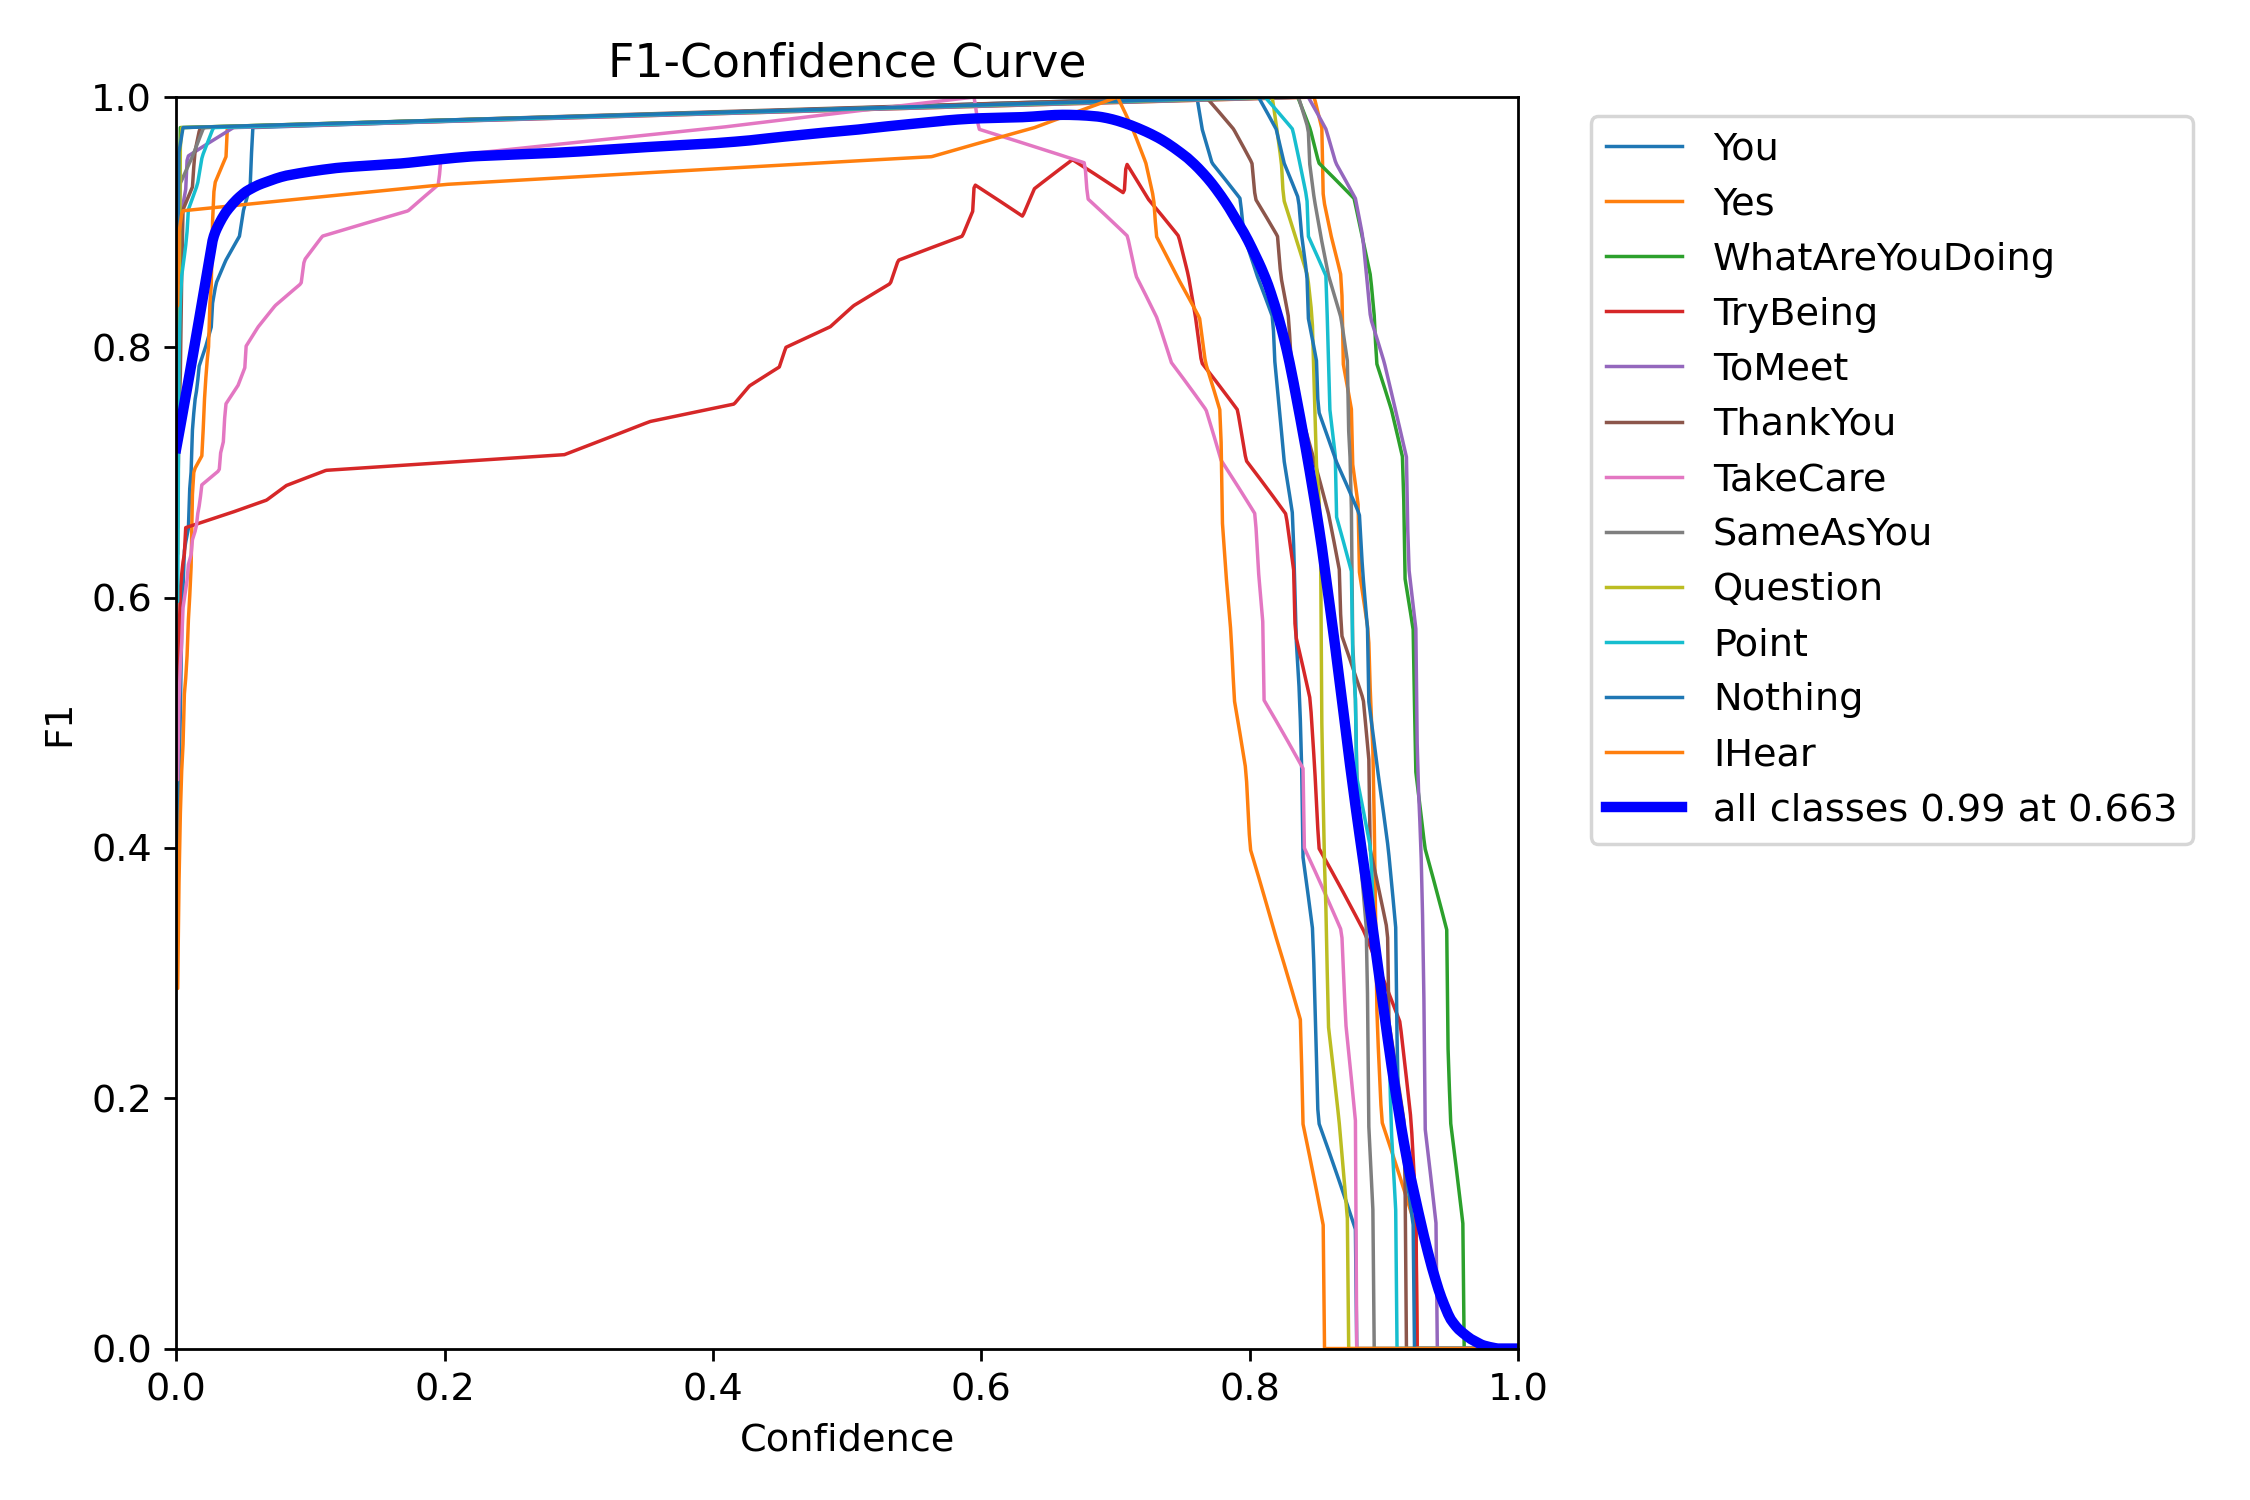 F1-Confidence Curve
1.0
0.8
0.6
0.4
0.2
0.0
F1
0.0 0.2 0.4 0.6 0.8 1.0
Confidence
You
Yes
WhatAreYouDoing
TryBeing
ToMeet
ThankYou
TakeCare
SameAsYou
Question
Point
Nothing
IHear
all classes 0.99 at 0.663